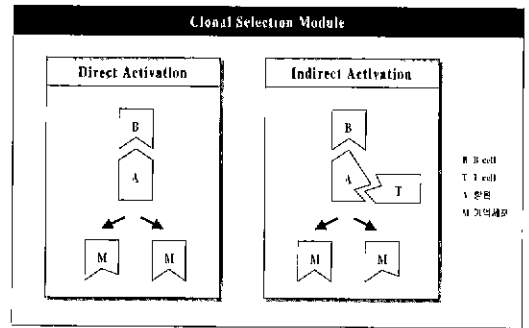 Clonal Selection Module
Direct Activation
Indirect Activation
B
A
M
M
B
A
T
M
M
B B cell
T T cell
A 항원
M 기억세포